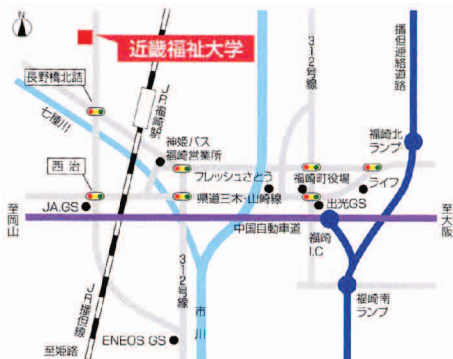 N
近畿福祉大学
長野橋北詰
七種川
JR福崎駅
312号線
播但連絡道路
神姫バス
福崎営業所
福崎北
ランプ
西治
フレッシュさとう
福崎町役場
ライフ
JA.GS
県道三木・山崎線
出光GS
至岡山
中国自動車道
至大阪
福崎
I.C
312号線
市川
JR播但線
福崎南
ランプ
ENEOS GS
至姫路